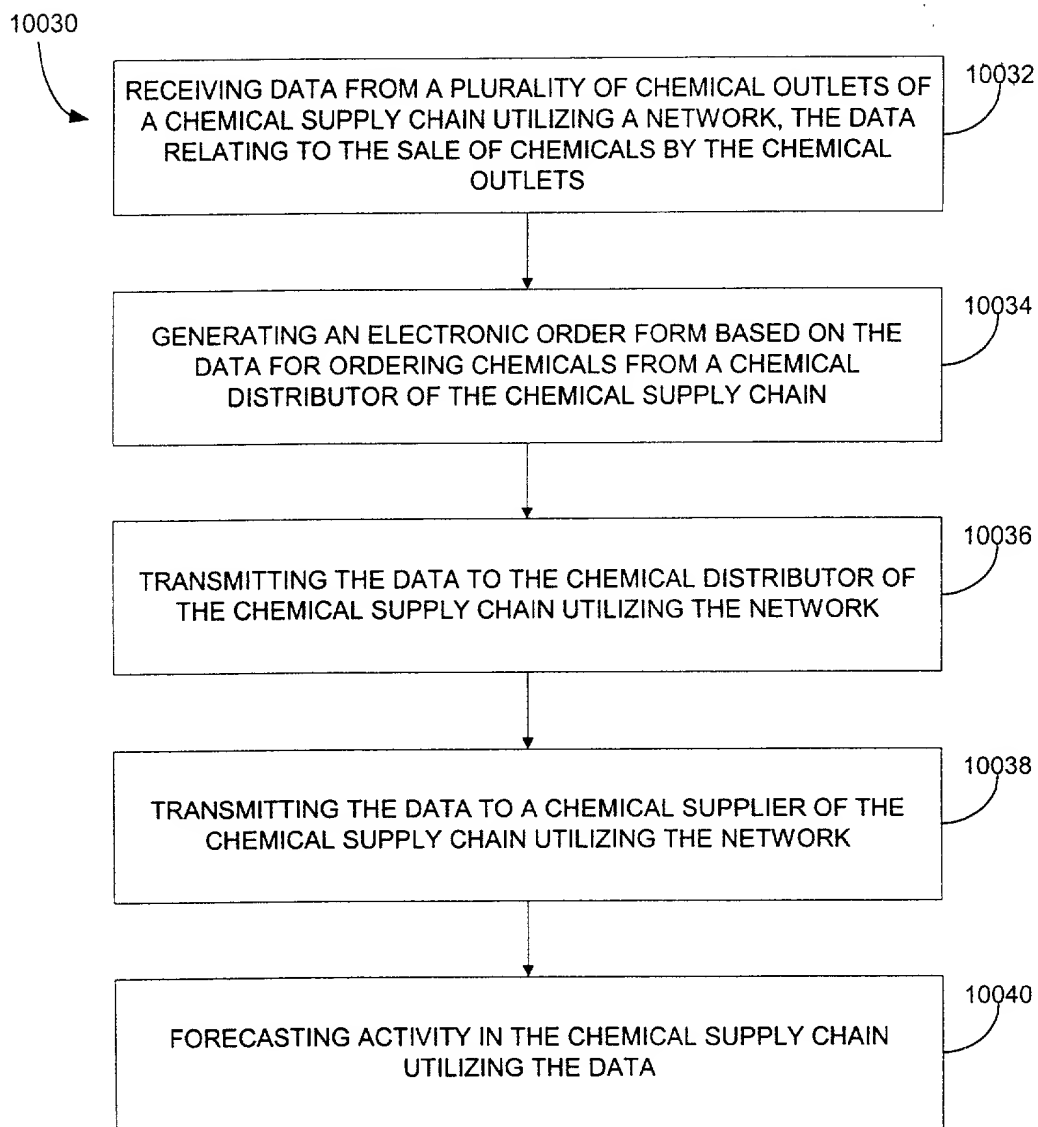 10030
RECEIVING DATA FROM A PLURALITY OF CHEMICAL OUTLETS OF
A CHEMICAL SUPPLY CHAIN UTILIZING A NETWORK, THE DATA
RELATING TO THE SALE OF CHEMICALS BY THE CHEMICAL
OUTLETS
10032
GENERATING AN ELECTRONIC ORDER FORM BASED ON THE
DATA FOR ORDERING CHEMICALS FROM A CHEMICAL
DISTRIBUTOR OF THE CHEMICAL SUPPLY CHAIN
10034
TRANSMITTING THE DATA TO THE CHEMICAL DISTRIBUTOR OF
THE CHEMICAL SUPPLY CHAIN UTILIZING THE NETWORK
10036
TRANSMITTING THE DATA TO A CHEMICAL SUPPLIER OF THE
CHEMICAL SUPPLY CHAIN UTILIZING THE NETWORK
10038
FORECASTING ACTIVITY IN THE CHEMICAL SUPPLY CHAIN
UTILIZING THE DATA
10040